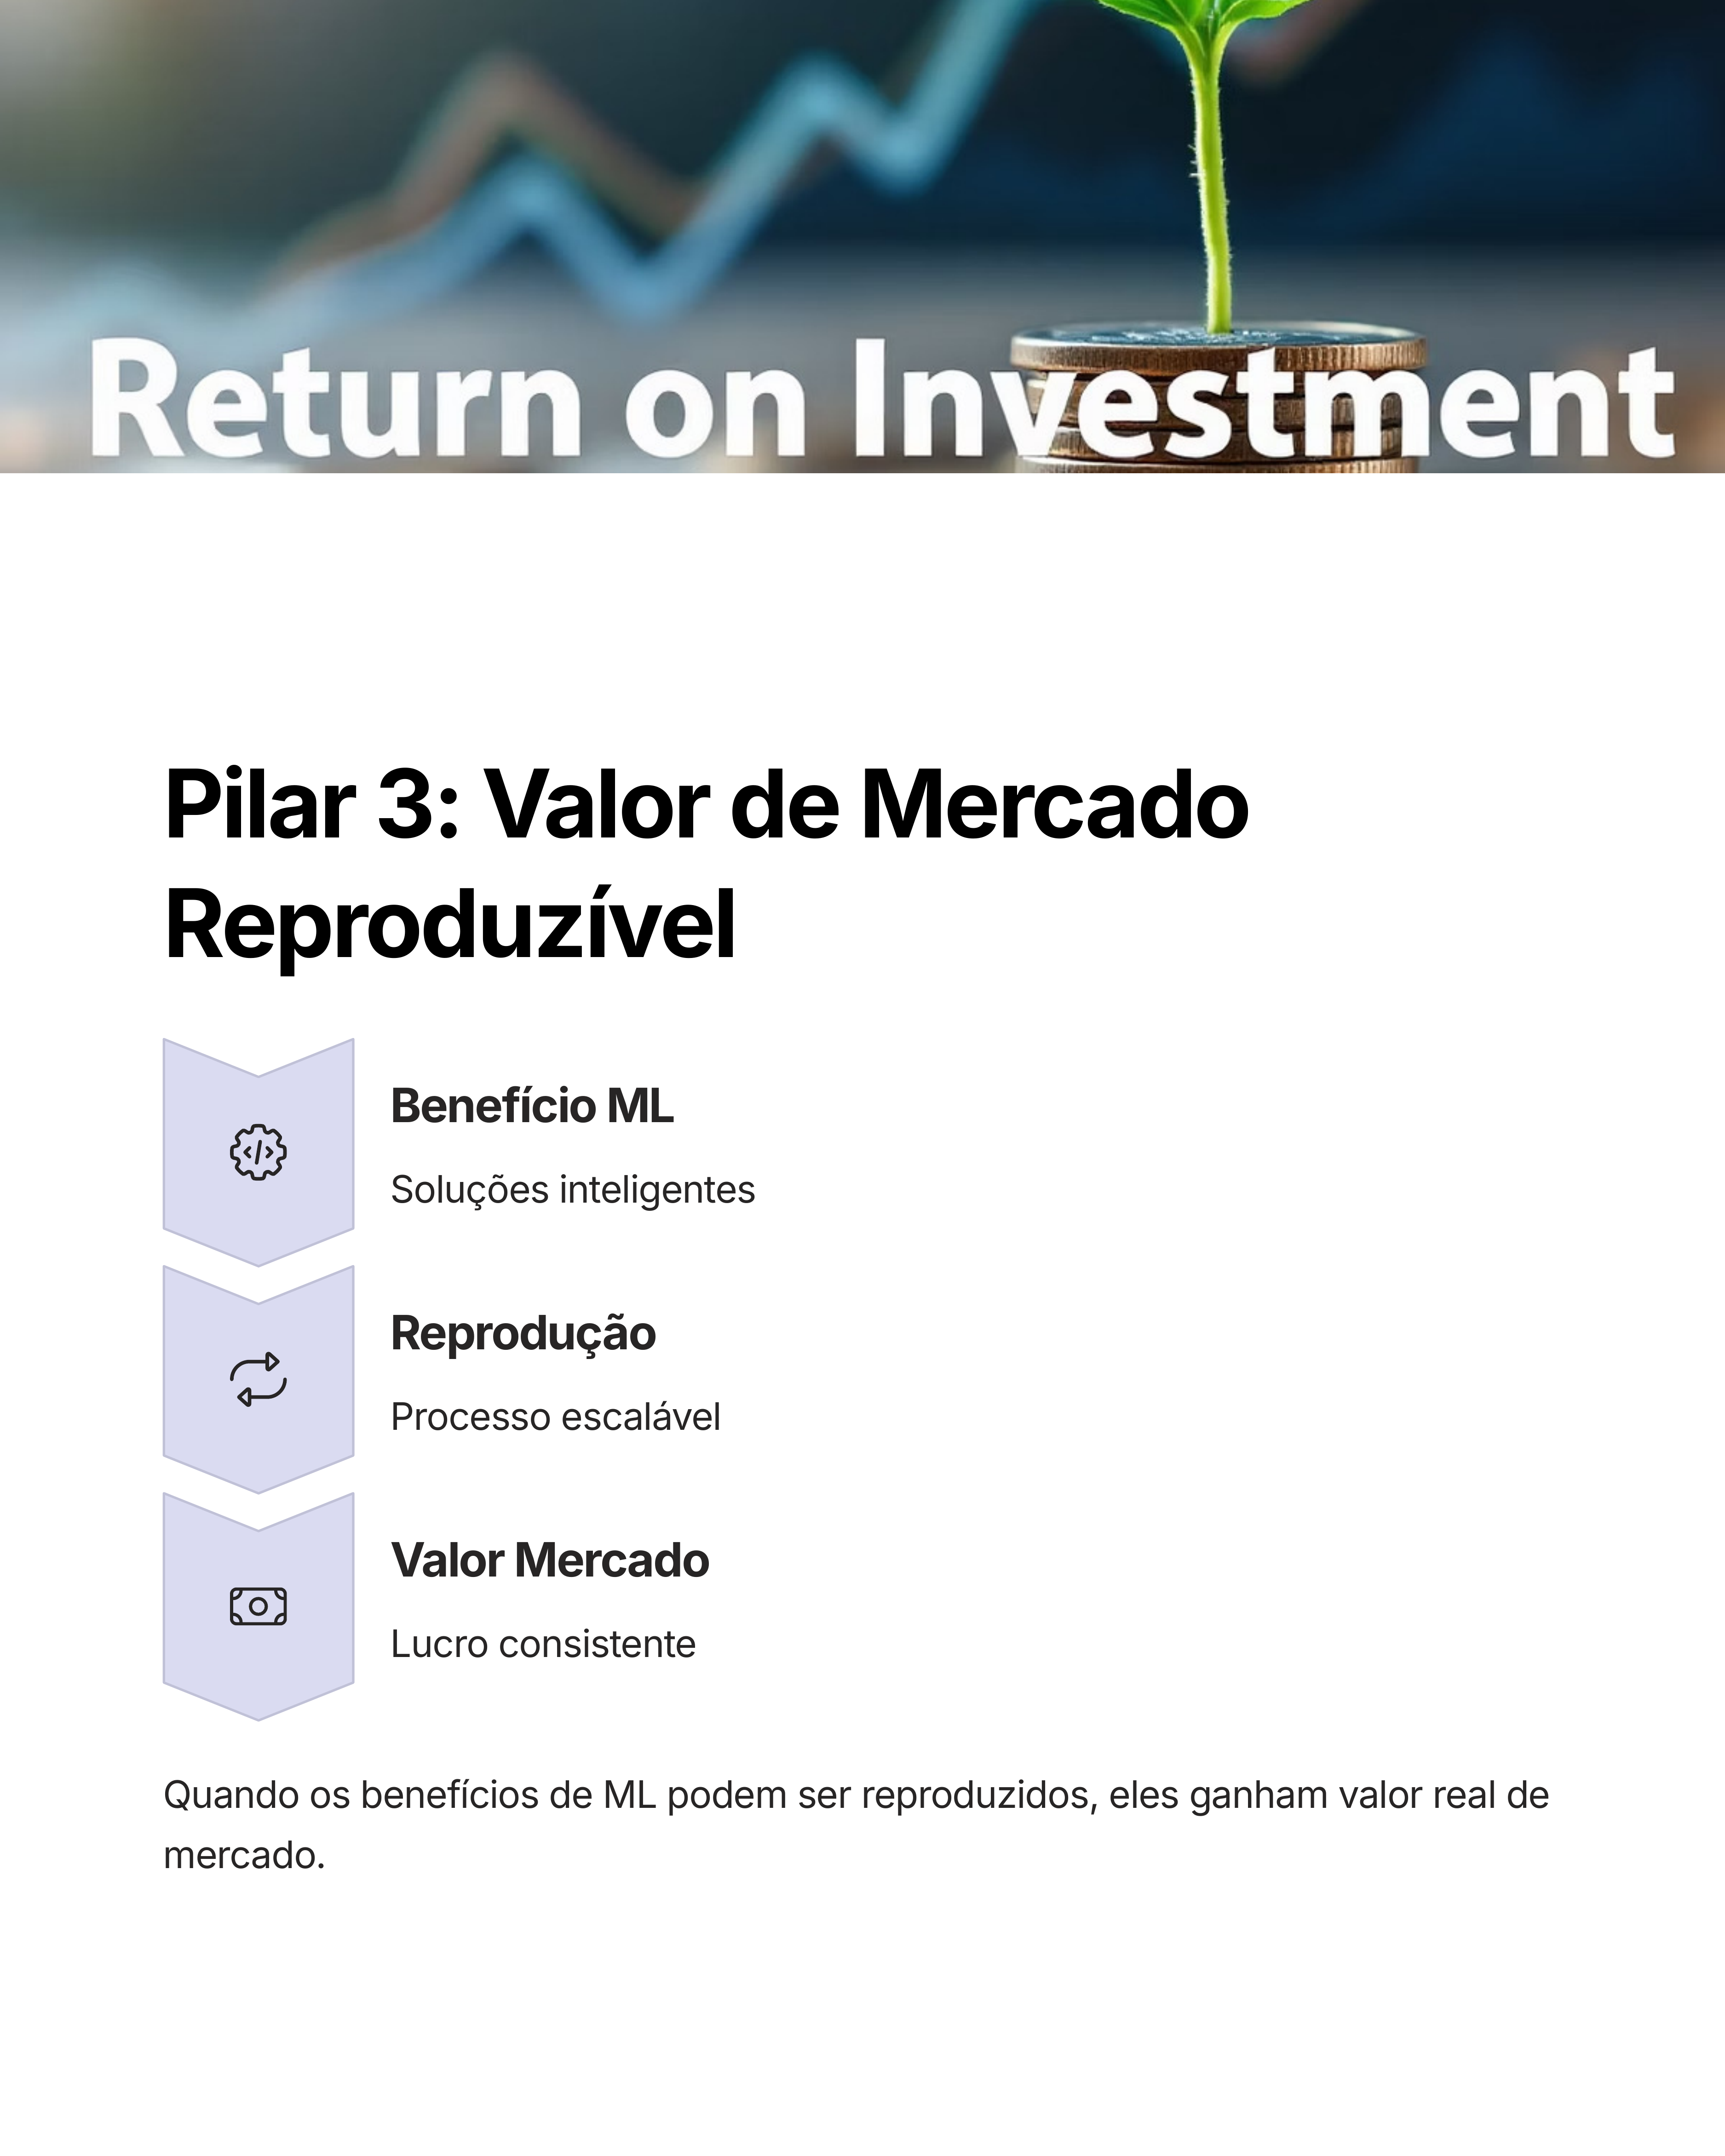 Return on Investment
Pilar 3: Valor de Mercado
Reproduzível
Benefício ML
Soluções inteligentes
Reprodução
Processo escalável
Valor Mercado
Lucro consistente
Quando os benefícios de ML podem ser reproduzidos, eles ganham valor real de
mercado.